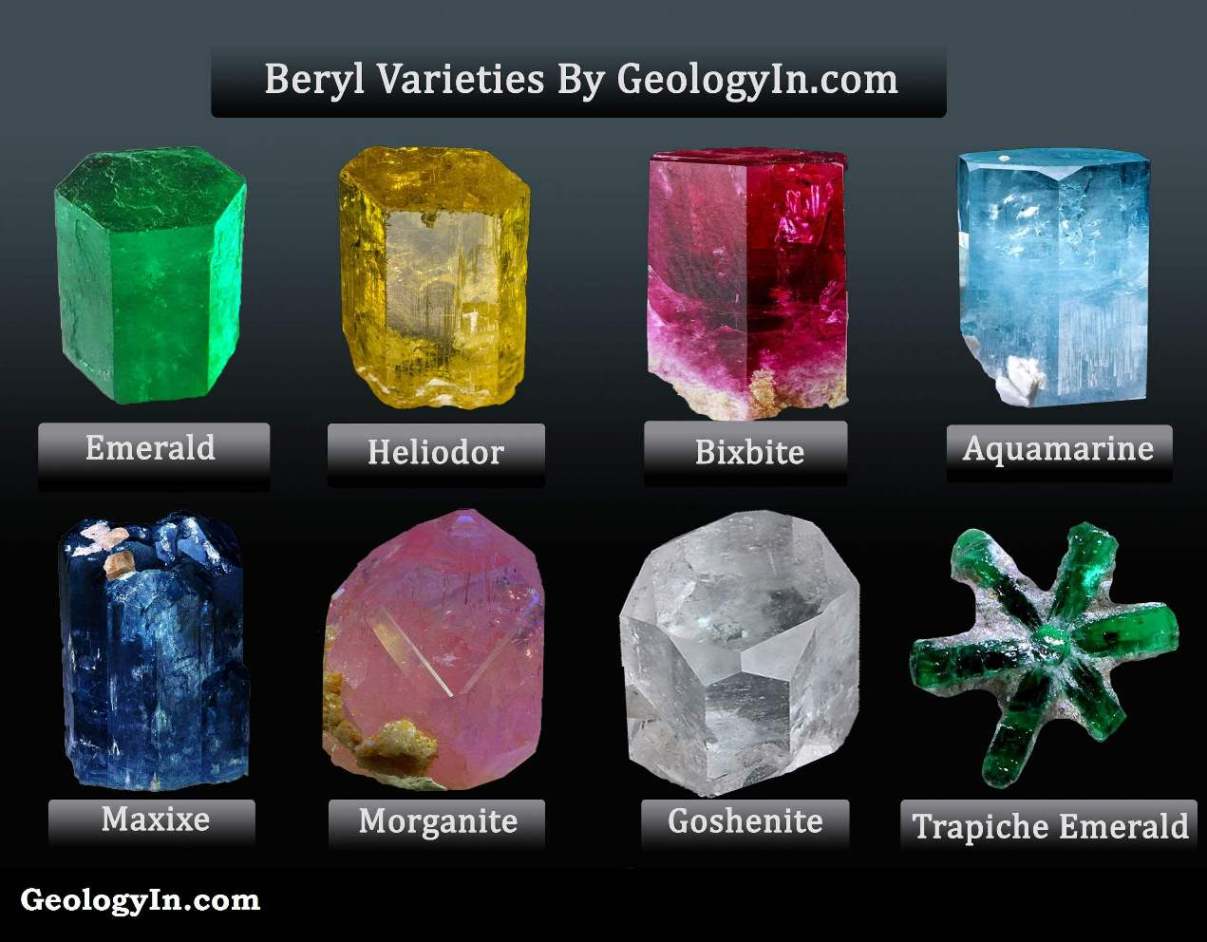 Beryl Varieties By GeologyIn.com
Emerald
Heliodor
Bixbite
Aquamarine
Maxixe
Morganite
Goshenite
Trapiche Emerald
GeologyIn.com